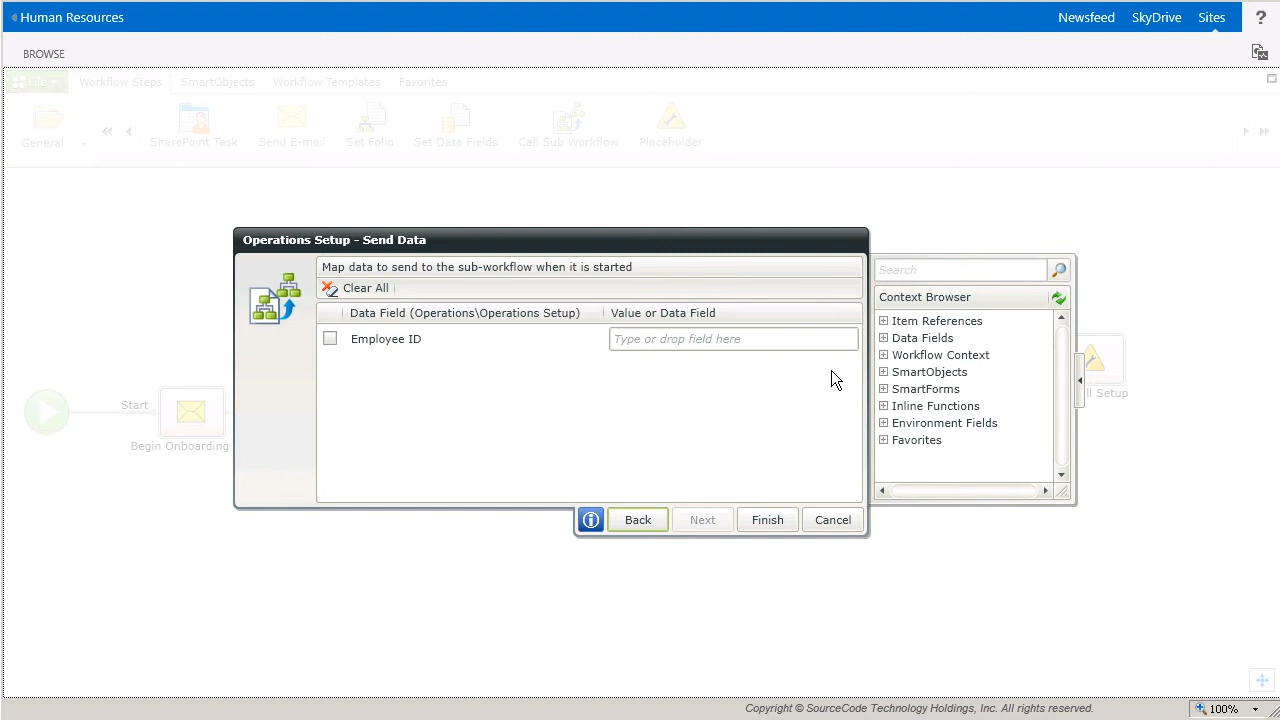 Human Resources
Newsfeed SkyDrive Sites ?
BROWSE
File Workflow Steps SmartObjects Workflow Templates Favorites
General SharePoint Task Send E-mail Set Folio Set Data Fields Call Sub Workflow Placeholder
Operations Setup - Send Data
Map data to send to the sub-workflow when it is started
Clear All
Data Field (Operations\Operations Setup) Value or Data Field
Employee ID Type or drop field here
Back Next Finish Cancel
Search
Context Browser
Item References
Data Fields
Workflow Context
SmartObjects
SmartForms
Inline Functions
Environment Fields
Favorites
Start
Begin Onboarding
Setup
Copyright © SourceCode Technology Holdings, Inc. All rights reserved.
100%